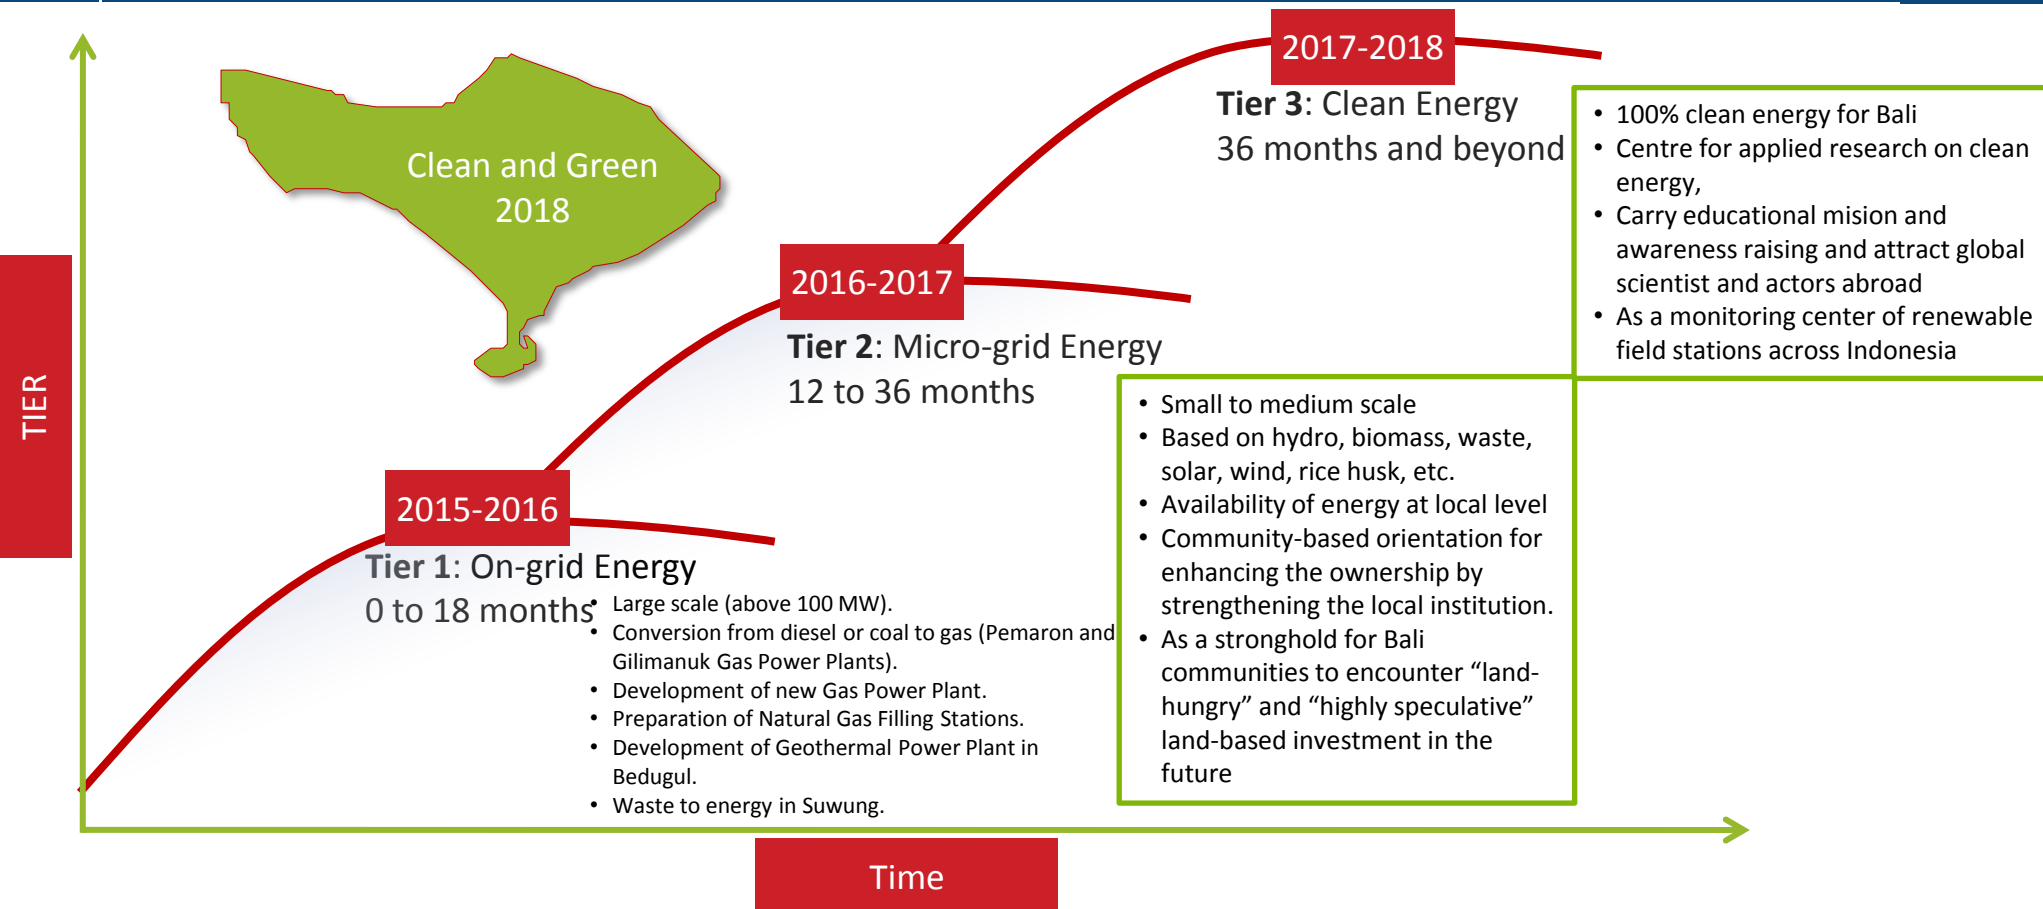 2017-2018
Tier 3: Clean Energy
36 months and beyond
• 100% clean energy for Bali
• Centre for applied research on clean
energy,
• Carry educational mision and
awareness raising and attract global
scientist and actors abroad
• As a monitoring center of renewable
field stations across Indonesia
Clean and Green
2018
2016-2017
Tier 2: Micro-grid Energy
12 to 36 months
• Small to medium scale
• Based on hydro, biomass, waste,
solar, wind, rice husk, etc.
• Availability of energy at local level
• Community-based orientation for
enhancing the ownership by
strengthening the local institution.
• As a stronghold for Bali
communities to encounter “land-
hungry” and “highly speculative”
land-based investment in the
future
TIER
2015-2016
Tier 1: On-grid Energy
0 to 18 months
• Large scale (above 100 MW).
• Conversion from diesel or coal to gas (Pemaron and
Gilimanuk Gas Power Plants).
• Development of new Gas Power Plant.
• Preparation of Natural Gas Filling Stations.
• Development of Geothermal Power Plant in
Bedugul.
• Waste to energy in Suwung.
Time